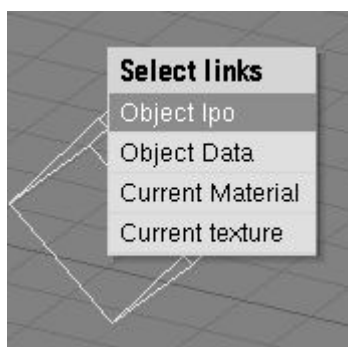 Select links
Object Ipo
Object Data
Current Material
Current texture